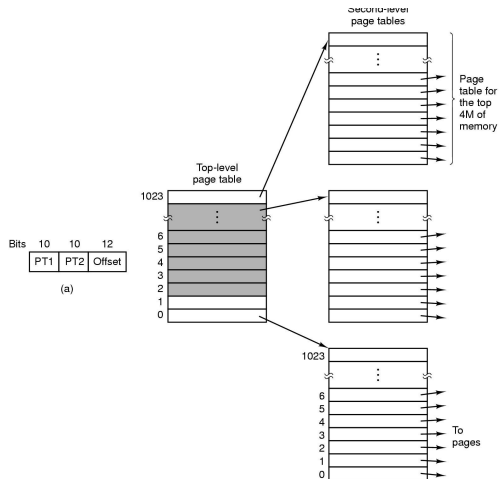 Second-level
page tables
Page
table for
the top
4M of
memory
Top-level
page table
1023
6
5
4
3
2
1
0
Bits 10 10 12
PT1 PT2 Offset
(a)
1023
6
5
4
3
2
1
0
To
pages